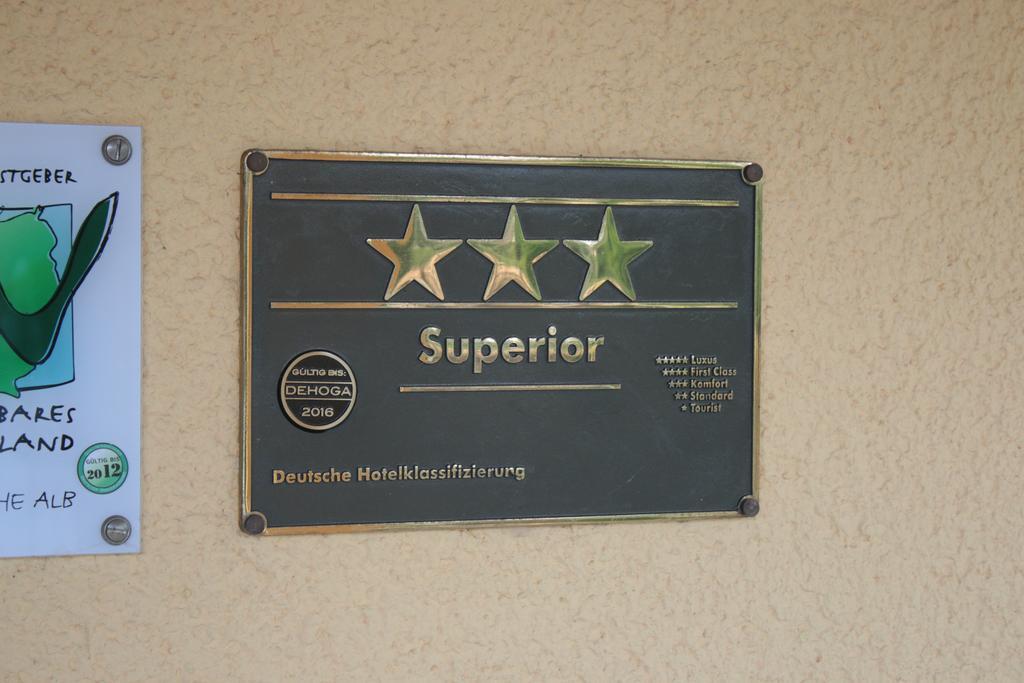 STGEBER
BARES
LAND
GÜLTIG BIS
2012
HE ALB
Superior
GÜLTIG BIS:
DEHOGA
2016
★★★★★ Luxus
★★★★ First Class
★★★ Komfort
★★ Standard
★ Tourist
Deutsche Hotelklassifizierung